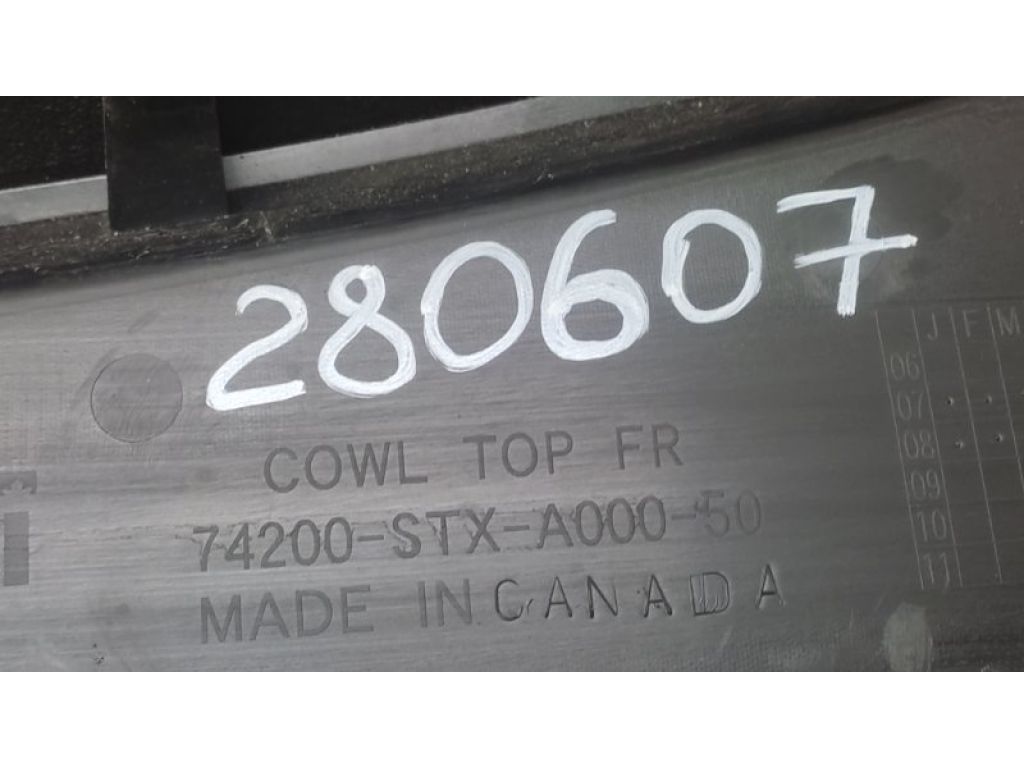 280607
J F M
06
07
08
09
10
11
COWL TOP FR
74200-STX-A000-50
MADE IN CANADA